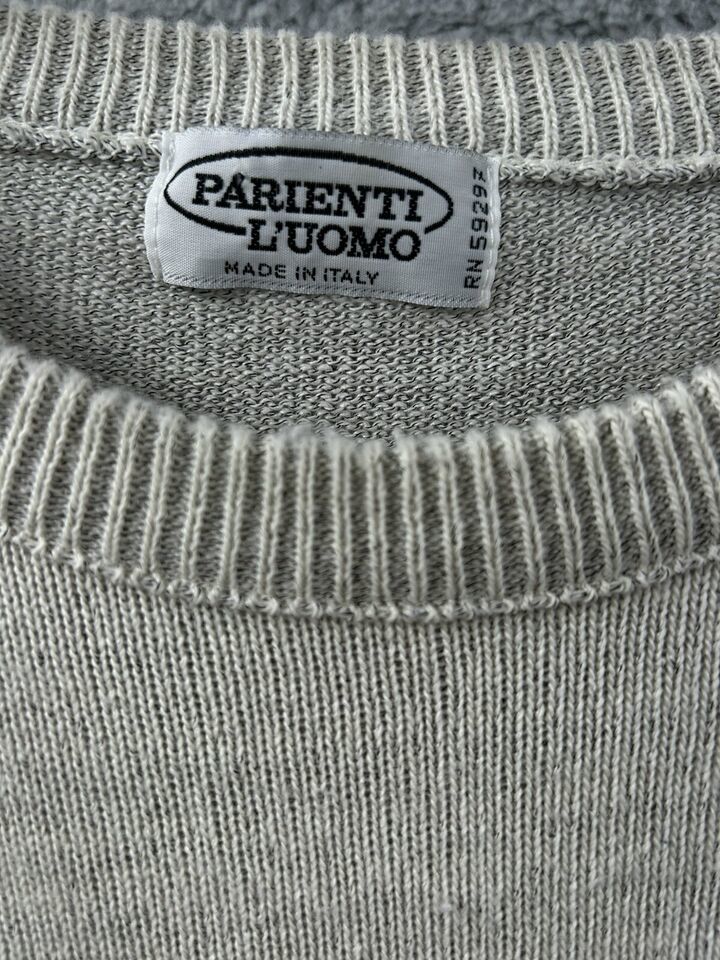 PARIENTI
L'UOMO
MADE IN ITALY
RN 59297